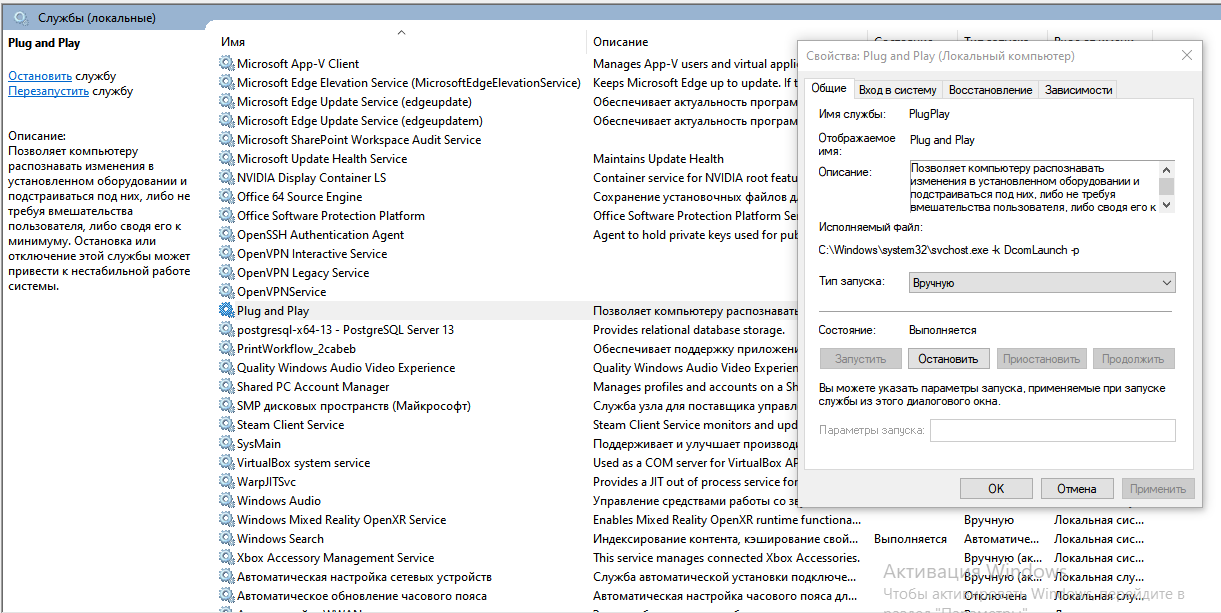 Службы (локальные)
Plug and Play
Остановить службу
Перезапустить службу
Описание:
Позволяет компьютеру
распознавать изменения в
установленном оборудовании и
подстраиваться под них, либо не
требуя вмешательства
пользователя, либо сводя его к
минимуму. Остановка или
отключение этой службы может
привести к нестабильной работе
системы.
Имя Описание Состояние Тип запуска Вход от имени
Microsoft App-V Client Manages App-V users and virtual appli
Microsoft Edge Elevation Service (MicrosoftEdgeElevationService) Keeps Microsoft Edge up to update. If t
Microsoft Edge Update Service (edgeupdate) Обеспечивает актуальность програм
Microsoft Edge Update Service (edgeupdatem) Обеспечивает актуальность програм
Microsoft SharePoint Workspace Audit Service
Microsoft Update Health Service Maintains Update Health
NVIDIA Display Container LS Container service for NVIDIA root featu
Office 64 Source Engine Сохранение установочных файлов д
Office Software Protection Platform Office Software Protection Platform Se
OpenSSH Authentication Agent Agent to hold private keys used for pub
OpenVPN Interactive Service
OpenVPN Legacy Service
OpenVPNService
Plug and Play Позволяет компьютеру распознавать
postgresql-x64-13 - PostgreSQL Server 13 Provides relational database storage.
PrintWorkflow_2cabeb Обеспечивает поддержку приложени
Quality Windows Audio Video Experience Quality Windows Audio Video Experien
Shared PC Account Manager Manages profiles and accounts on a Sh
SMP дисковых пространств (Майкрософт) Служба узла для поставщика управл
Steam Client Service Steam Client Service monitors and upd
SysMain Поддерживает и улучшает производи
VirtualBox system service Used as a COM server for VirtualBox AP
WarpJITSvc Provides a JIT out of process service for
Windows Audio Управление средствами работы со зв
Windows Mixed Reality OpenXR Service Enables Mixed Reality OpenXR runtime functiona... Вручную Локальная сис...
Windows Search Индексирование контента, кэширование свой... Выполняется Автоматиче... Локальная сис...
Xbox Accessory Management Service This service manages connected Xbox Accessories. Вручную (ак... Локальная сис...
Автоматическая настройка сетевых устройств Служба автоматической установки подключе... Вручную (ак... Локальная слу...
Автоматическое обновление часового пояса Автоматическая настройка часового пояса дл... Отключена Локальная слу...
Свойства: Plug and Play (Локальный компьютер)
Общие Вход в систему Восстановление Зависимости
Имя службы: PlugPlay
Отображаемое имя: Plug and Play
Описание: Позволяет компьютеру распознавать
изменения в установленном оборудовании и
подстраиваться под них, либо не требуя
вмешательства пользователя, либо сводя его к
Исполняемый файл:
C:\Windows\system32\svchost.exe -k DcomLaunch -p
Тип запуска: Вручную
Состояние: Выполняется
Запустить Остановить Приостановить Продолжить
Вы можете указать параметры запуска, применяемые при запуске
службы из этого диалогового окна.
Параметры запуска:
OK Отмена Применить
Активация Windows
Чтобы активировать Windows, перейдите в
раздел "Параметры".